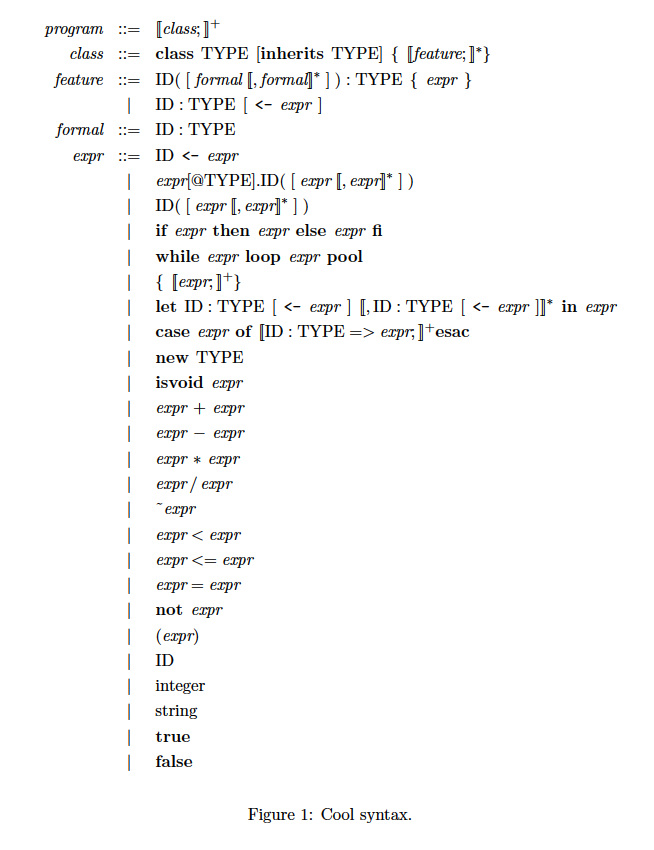 program ::= ⟦class;⟧⁺
class ::= class TYPE [inherits TYPE] { ⟦feature;⟧*}
feature ::= ID( [ formal ⟦, formal⟧* ] ) : TYPE { expr }
| ID : TYPE [ <- expr ]
formal ::= ID : TYPE
expr ::= ID <- expr
| expr[@TYPE].ID( [ expr ⟦, expr⟧* ] )
| ID( [ expr ⟦, expr⟧* ] )
| if expr then expr else expr fi
| while expr loop expr pool
| { ⟦expr;⟧⁺}
| let ID : TYPE [ <- expr ] ⟦, ID : TYPE [ <- expr ]⟧* in expr
| case expr of ⟦ID : TYPE => expr;⟧⁺esac
| new TYPE
| isvoid expr
| expr + expr
| expr − expr
| expr * expr
| expr / expr
| ~expr
| expr < expr
| expr <= expr
| expr = expr
| not expr
| (expr)
| ID
| integer
| string
| true
| false
Figure 1: Cool syntax.